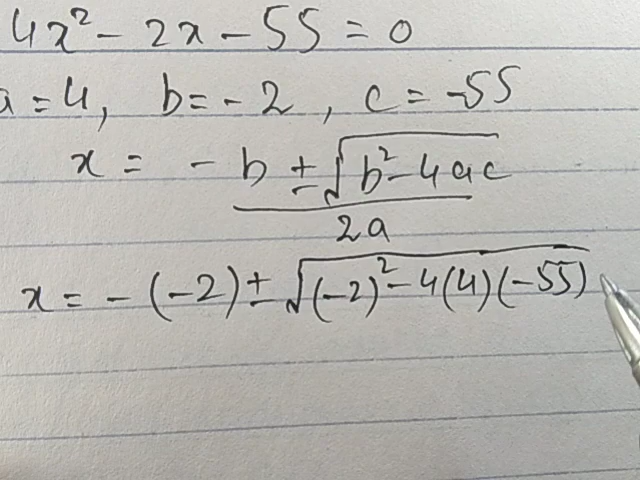 4x² - 2x - 55 = 0
a = 4, b = -2, c = -55
x = -b ± √b² - 4ac
2a
x = -(-2) ± √(-2)² - 4(4)(-55)